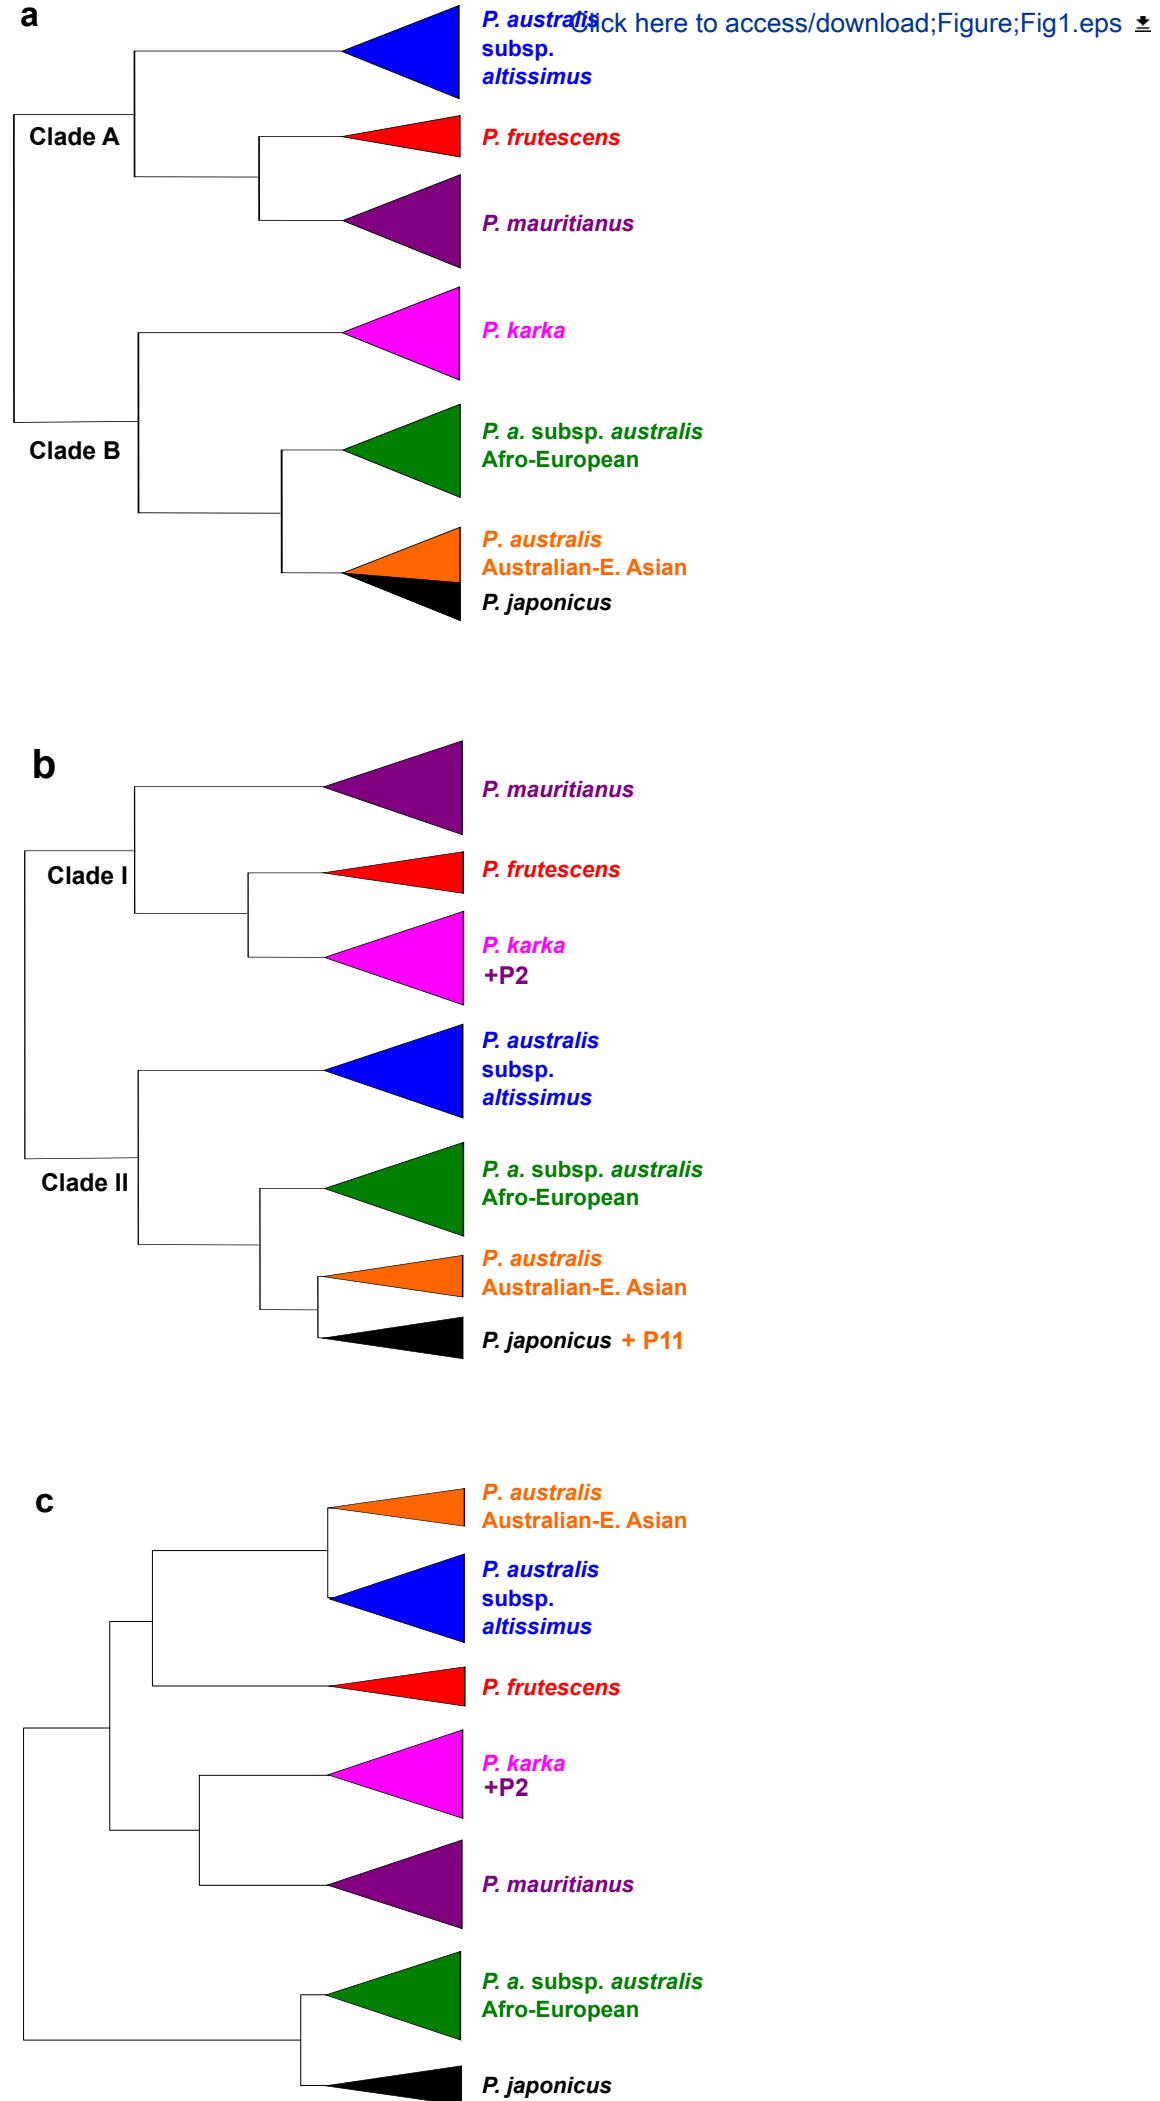 a
P. australis
Click here to access/download;Figure;Fig1.eps
subsp.
altissimus
Clade A
P. frutescens
P. mauritianus
P. karka
P. a. subsp. australis
Clade B
Afro-European
P. australis
Australian-E. Asian
P. japonicus
b
P. mauritianus
Clade I
P. frutescens
P. karka
+P2
P. australis
subsp.
altissimus
P. a. subsp. australis
Clade II
Afro-European
P. australis
Australian-E. Asian
P. japonicus + P11
c
P. australis
Australian-E. Asian
P. australis
subsp.
altissimus
P. frutescens
P. karka
+P2
P. mauritianus
P. a. subsp. australis
Afro-European
P. japonicus